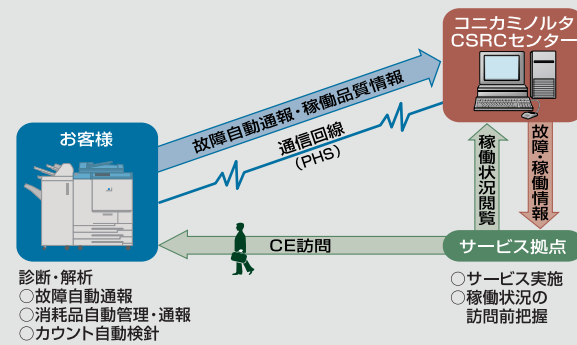 コニカミノルタ
CSRCセンター
お客様
故障自動通報・稼働品質情報
通信回線
(PHS)
稼働状況閲覧
故障・稼働情報
CE訪問
サービス拠点
診断・解析
○故障自動通報
○消耗品自動管理・通報
○カウント自動検針
○サービス実施
○稼働状況の
訪問前把握